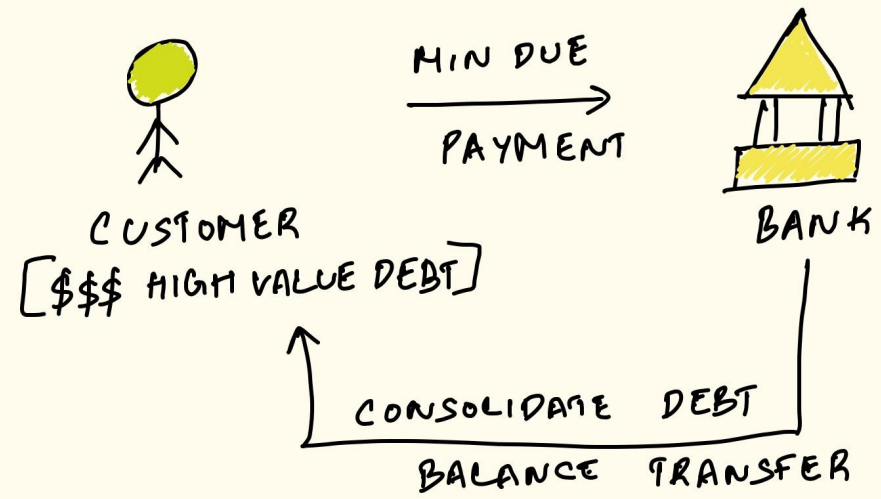 MIN DUE
PAYMENT
CUSTOMER
[$$$ HIGH VALUE DEBT]
BANK
CONSOLIDATE DEBT
BALANCE TRANSFER